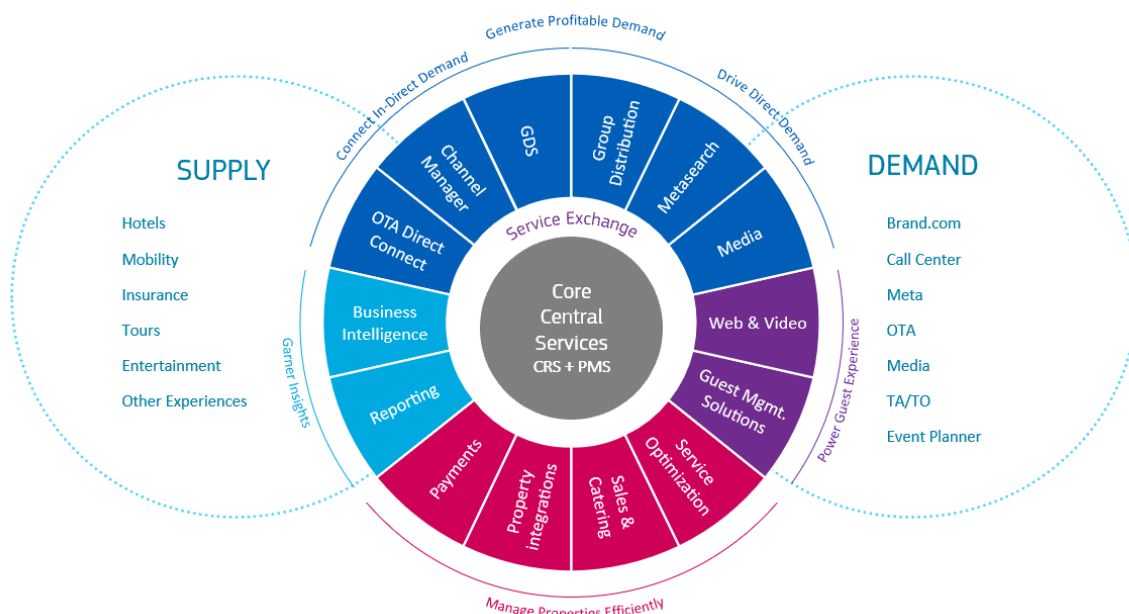 Generate Profitable Demand
Connect In-Direct Demand
Drive Direct Demand
SUPPLY
Hotels
Mobility
Insurance
Tours
Entertainment
Other Experiences
OTA Direct
Connect
Channel
Manager
GDS
Group
Distribution
Metasearch
Media
Service Exchange
Core
Central
Services
CRS + PMS
Business
Intelligence
Reporting
Garner Insights
Web & Video
Guest Mgmt.
Solutions
Power Guest Experience
Payments
Property
integrations
Sales &
Catering
Service
Optimization
Manage Properties Efficiently
DEMAND
Brand.com
Call Center
Meta
OTA
Media
TA/TO
Event Planner